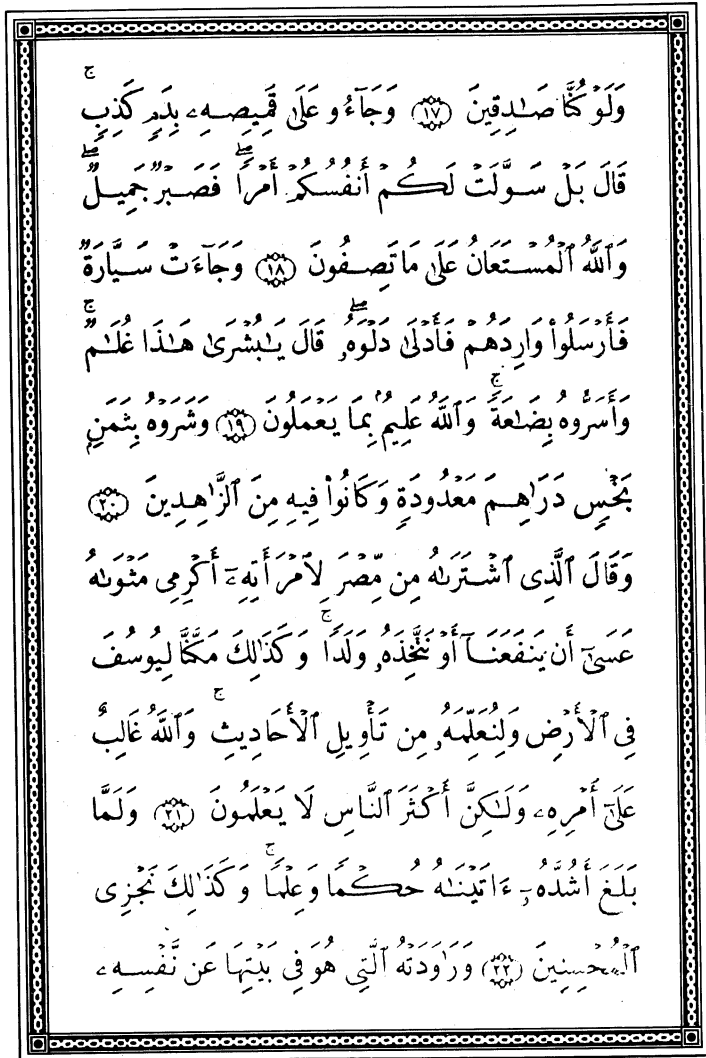 وَلَوۡ كُنَّا صَـٰدِقِينَ ﴿١٧﴾ وَجَآءُو عَلَىٰ قَمِيصِهِۦ بِدَمٖ كَذِبٖۚ
قَالَ بَلۡ سَوَّلَتۡ لَكُمۡ أَنفُسُكُمۡ أَمۡرٗاۖ فَصَبۡرٞ جَمِيلٞۖ
وَٱللَّهُ ٱلۡمُسۡتَعَانُ عَلَىٰ مَا تَصِفُونَ ﴿١٨﴾ وَجَآءَتۡ سَيَّارَةٞ
فَأَرۡسَلُواْ وَارِدَهُمۡ فَأَدۡلَىٰ دَلۡوَهُۥۖ قَالَ يَـٰبُشۡرَىٰ هَـٰذَا غُلَـٰمٞۚ
وَأَسَرُّوهُ بِضَـٰعَةٗۚ وَٱللَّهُ عَلِيمُۢ بِمَا يَعۡمَلُونَ ﴿١٩﴾ وَشَرَوۡهُ بِثَمَنِۭ
بَخۡسٖ دَرَٰهِمَ مَعۡدُودَةٖ وَكَانُواْ فِيهِ مِنَ ٱلزَّٰهِدِينَ ﴿٢٠﴾
وَقَالَ ٱلَّذِى ٱشۡتَرَىٰهُ مِن مِّصۡرَ لِٱمۡرَأَتِهِۦٓ أَكۡرِمِى مَثۡوَىٰهُ
عَسَىٰٓ أَن يَنفَعَنَآ أَوۡ نَتَّخِذَهُۥ وَلَدٗاۚ وَكَذَٰلِكَ مَكَّنَّا لِيُوسُفَ
فِى ٱلۡأَرۡضِ وَلِنُعَلِّمَهُۥ مِن تَأۡوِيلِ ٱلۡأَحَادِيثِۚ وَٱللَّهُ غَالِبٌ
عَلَىٰٓ أَمۡرِهِۦ وَلَـٰكِنَّ أَكۡثَرَ ٱلنَّاسِ لَا يَعۡلَمُونَ ﴿٢١﴾ وَلَمَّا
بَلَغَ أَشُدَّهُۥٓ ءَاتَيۡنَـٰهُ حُكۡمٗا وَعِلۡمٗاۚ وَكَذَٰلِكَ نَجۡزِى
ٱلۡمُحۡسِنِينَ ﴿٢٢﴾ وَرَٰوَدَتۡهُ ٱلَّتِى هُوَ فِى بَيۡتِهَا عَن نَّفۡسِهِۦ